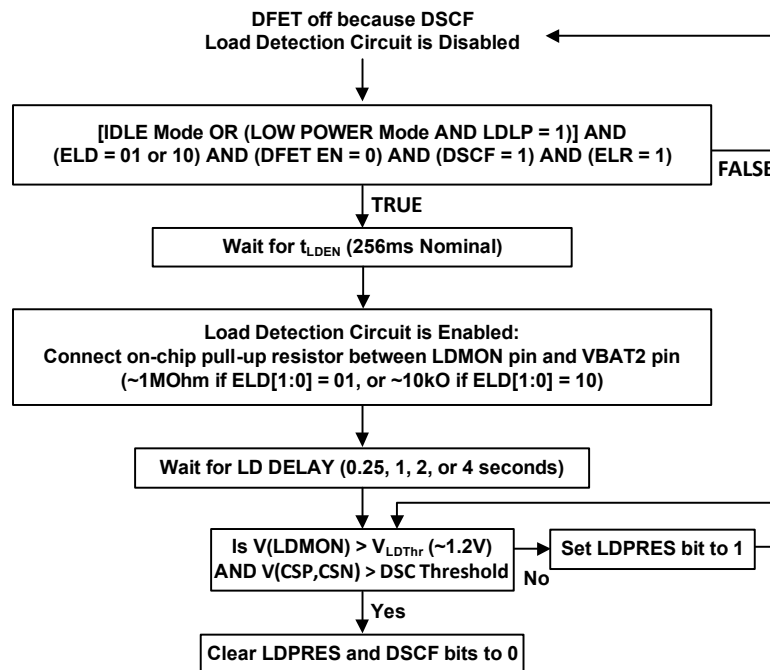 DFET off because DSCF
Load Detection Circuit is Disabled
[IDLE Mode OR (LOW POWER Mode AND LDLP = 1)] AND
(ELD = 01 or 10) AND (DFET EN = 0) AND (DSCF = 1) AND (ELR = 1)
FALSE
TRUE
Wait for tLDEN (256ms Nominal)
Load Detection Circuit is Enabled:
Connect on-chip pull-up resistor between LDMON pin and VBAT2 pin
(~1MOhm if ELD[1:0] = 01, or ~10kO if ELD[1:0] = 10)
Wait for LD DELAY (0.25, 1, 2, or 4 seconds)
Is V(LDMON) > VLDThr (~1.2V)
AND V(CSP,CSN) > DSC Threshold
No
Set LDPRES bit to 1
Yes
Clear LDPRES and DSCF bits to 0